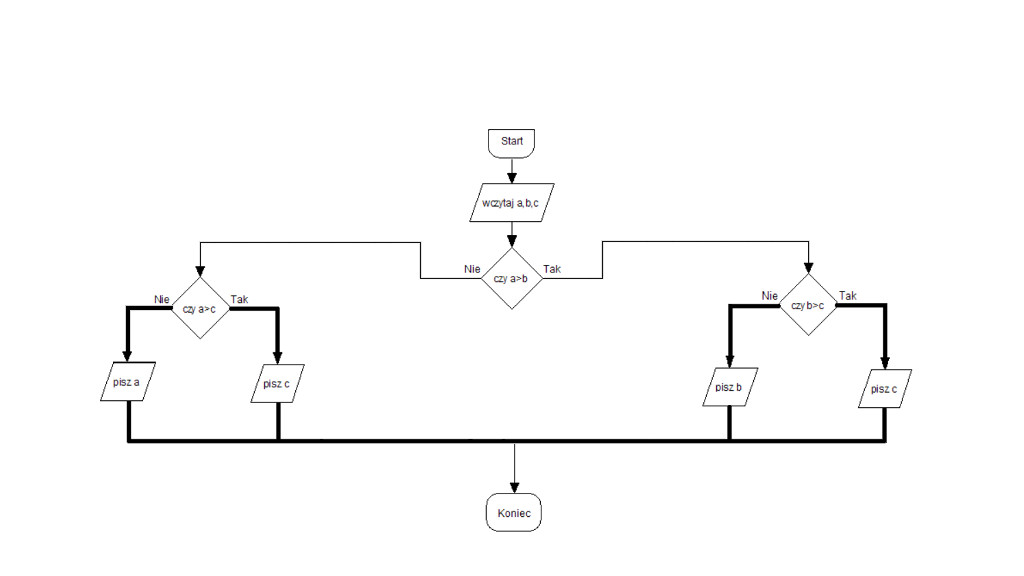 Start
wczytaj a,b,c
Nie
czy a>b
Tak
Nie
czy a>c
Tak
Nie
czy b>c
Tak
pisz a
pisz c
pisz b
pisz c
Koniec